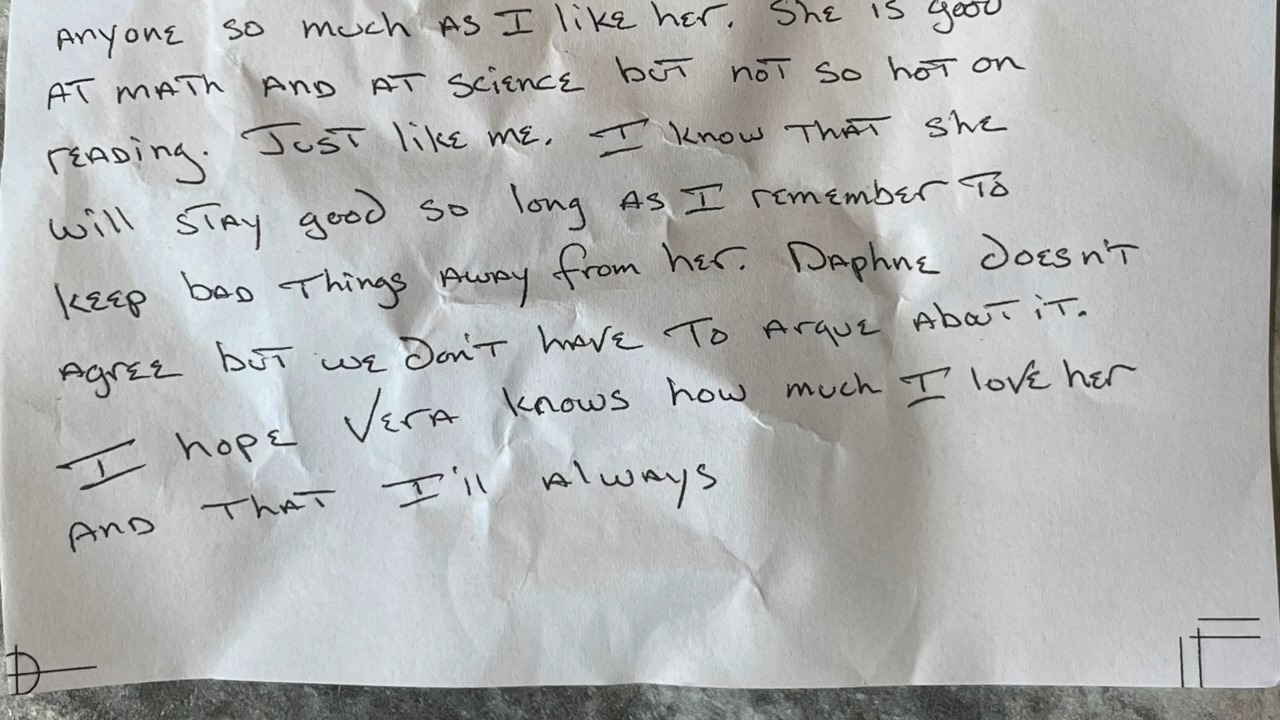 Anyone so much as I like her. She is good
at math and at science but not so hot on
reading. Just like me. I know that she
will stay good so long as I remember to
keep bad things away from her. Daphne doesn't
agree but we don't have to argue about it.
I hope Vera knows how much I love her
and that I'll always